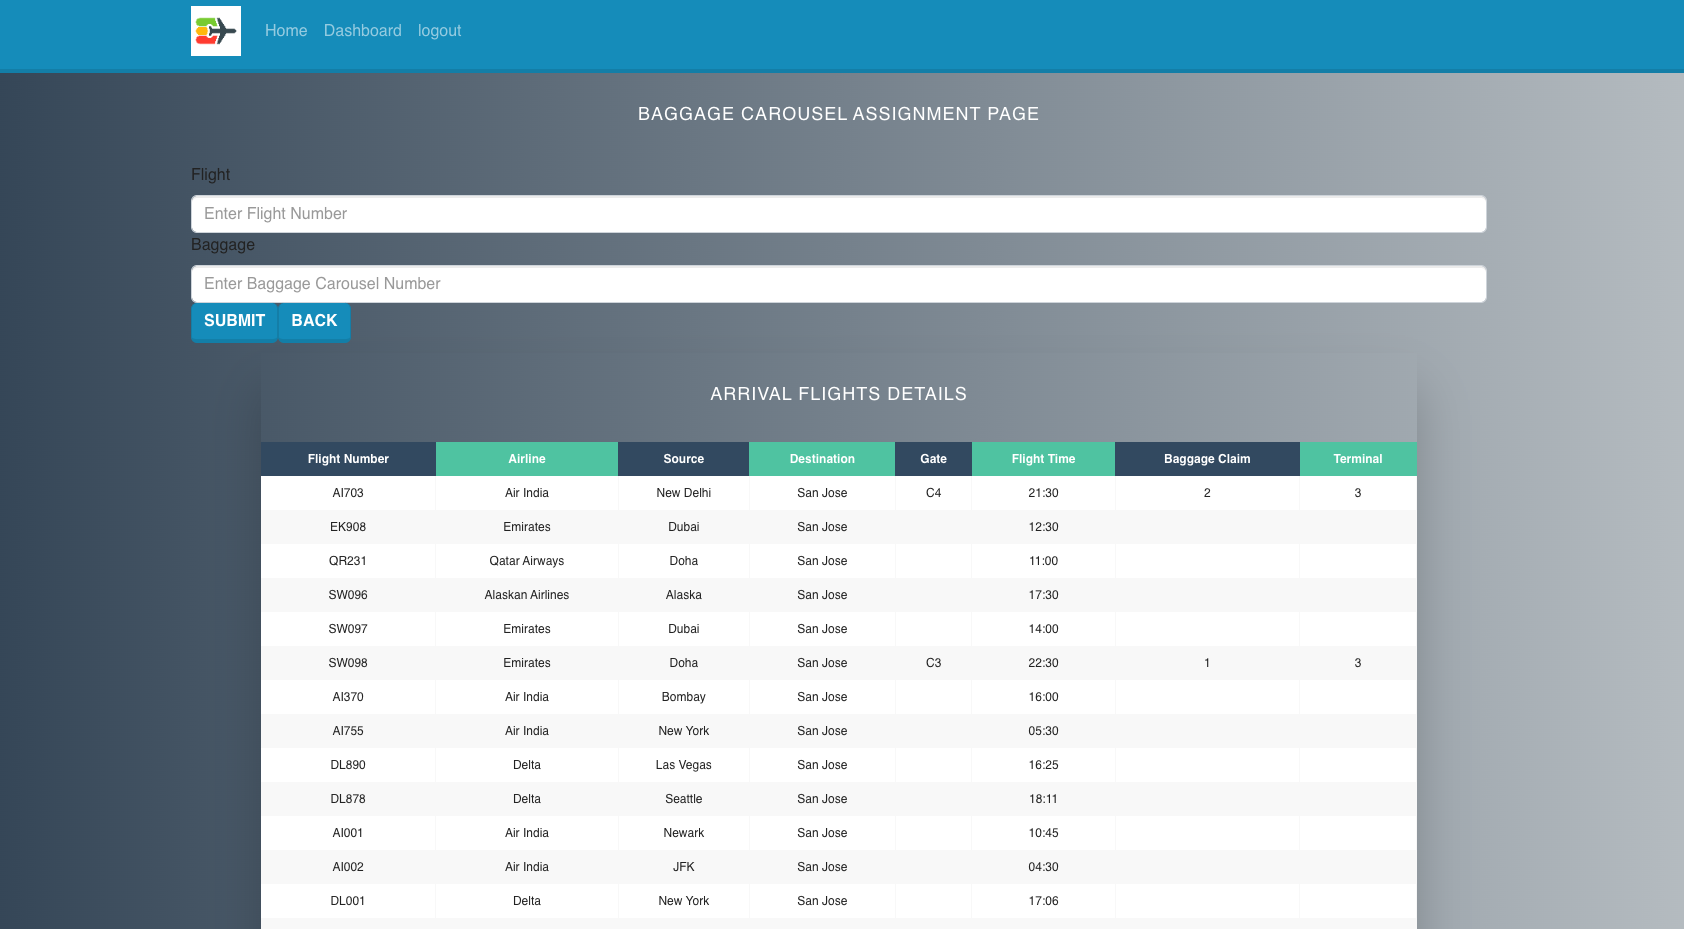 Home Dashboard logout
BAGGAGE CAROUSEL ASSIGNMENT PAGE
Flight
Enter Flight Number
Baggage
Enter Baggage Carousel Number
SUBMIT BACK
ARRIVAL FLIGHTS DETAILS
Flight Number Airline Source Destination Gate Flight Time Baggage Claim Terminal
AI703 Air India New Delhi San Jose C4 21:30 2 3
EK908 Emirates Dubai San Jose 12:30
QR231 Qatar Airways Doha San Jose 11:00
SW096 Alaskan Airlines Alaska San Jose 17:30
SW097 Emirates Dubai San Jose 14:00
SW098 Emirates Doha San Jose C3 22:30 1 3
AI370 Air India Bombay San Jose 16:00
AI755 Air India New York San Jose 05:30
DL890 Delta Las Vegas San Jose 16:25
DL878 Delta Seattle San Jose 18:11
AI001 Air India Newark San Jose 10:45
AI002 Air India JFK San Jose 04:30
DL001 Delta New York San Jose 17:06